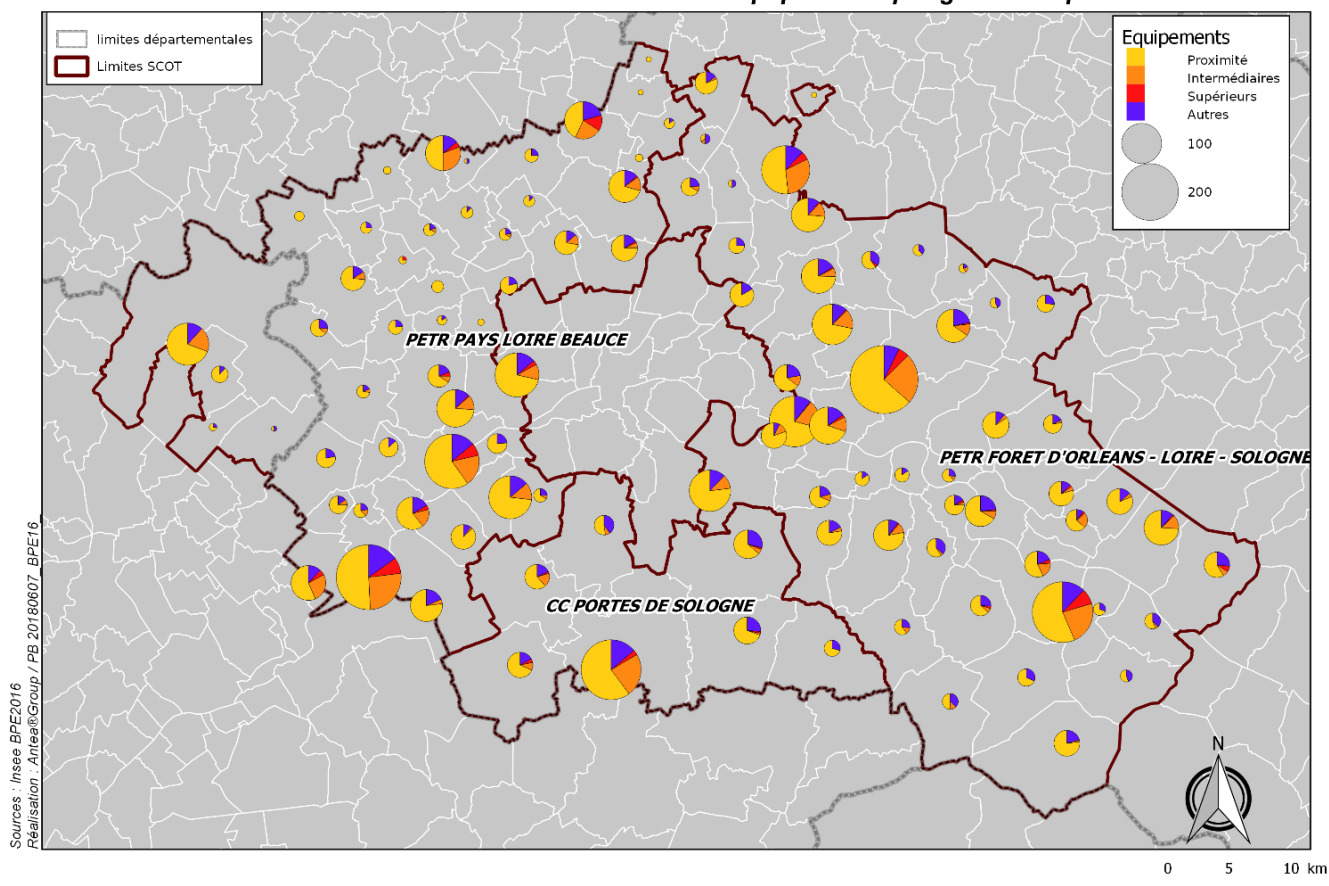 limites départementales
Limites SCOT
Equipements
Proximité
Intermédiaires
Supérieurs
Autres
100
200
PETR PAYS LOIRE BEAUCE
PETR FORET D'ORLEANS - LOIRE - SOLOGNE
CC PORTES DE SOLOGNE
Sources : Insee BPE2016
Réalisation : Antea®Group / PB 20180607_BPE16_
N
0 5 10 km